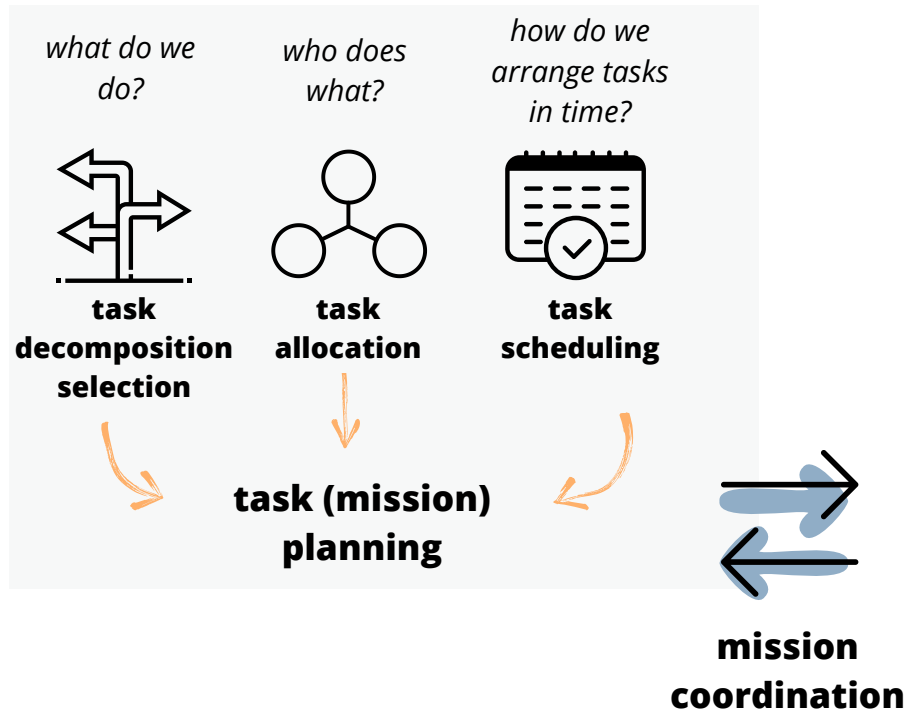 what do we
do?
who does
what?
how do we
arrange tasks
in time?
task
decomposition
selection
task
allocation
task
scheduling
task (mission)
planning
mission
coordination